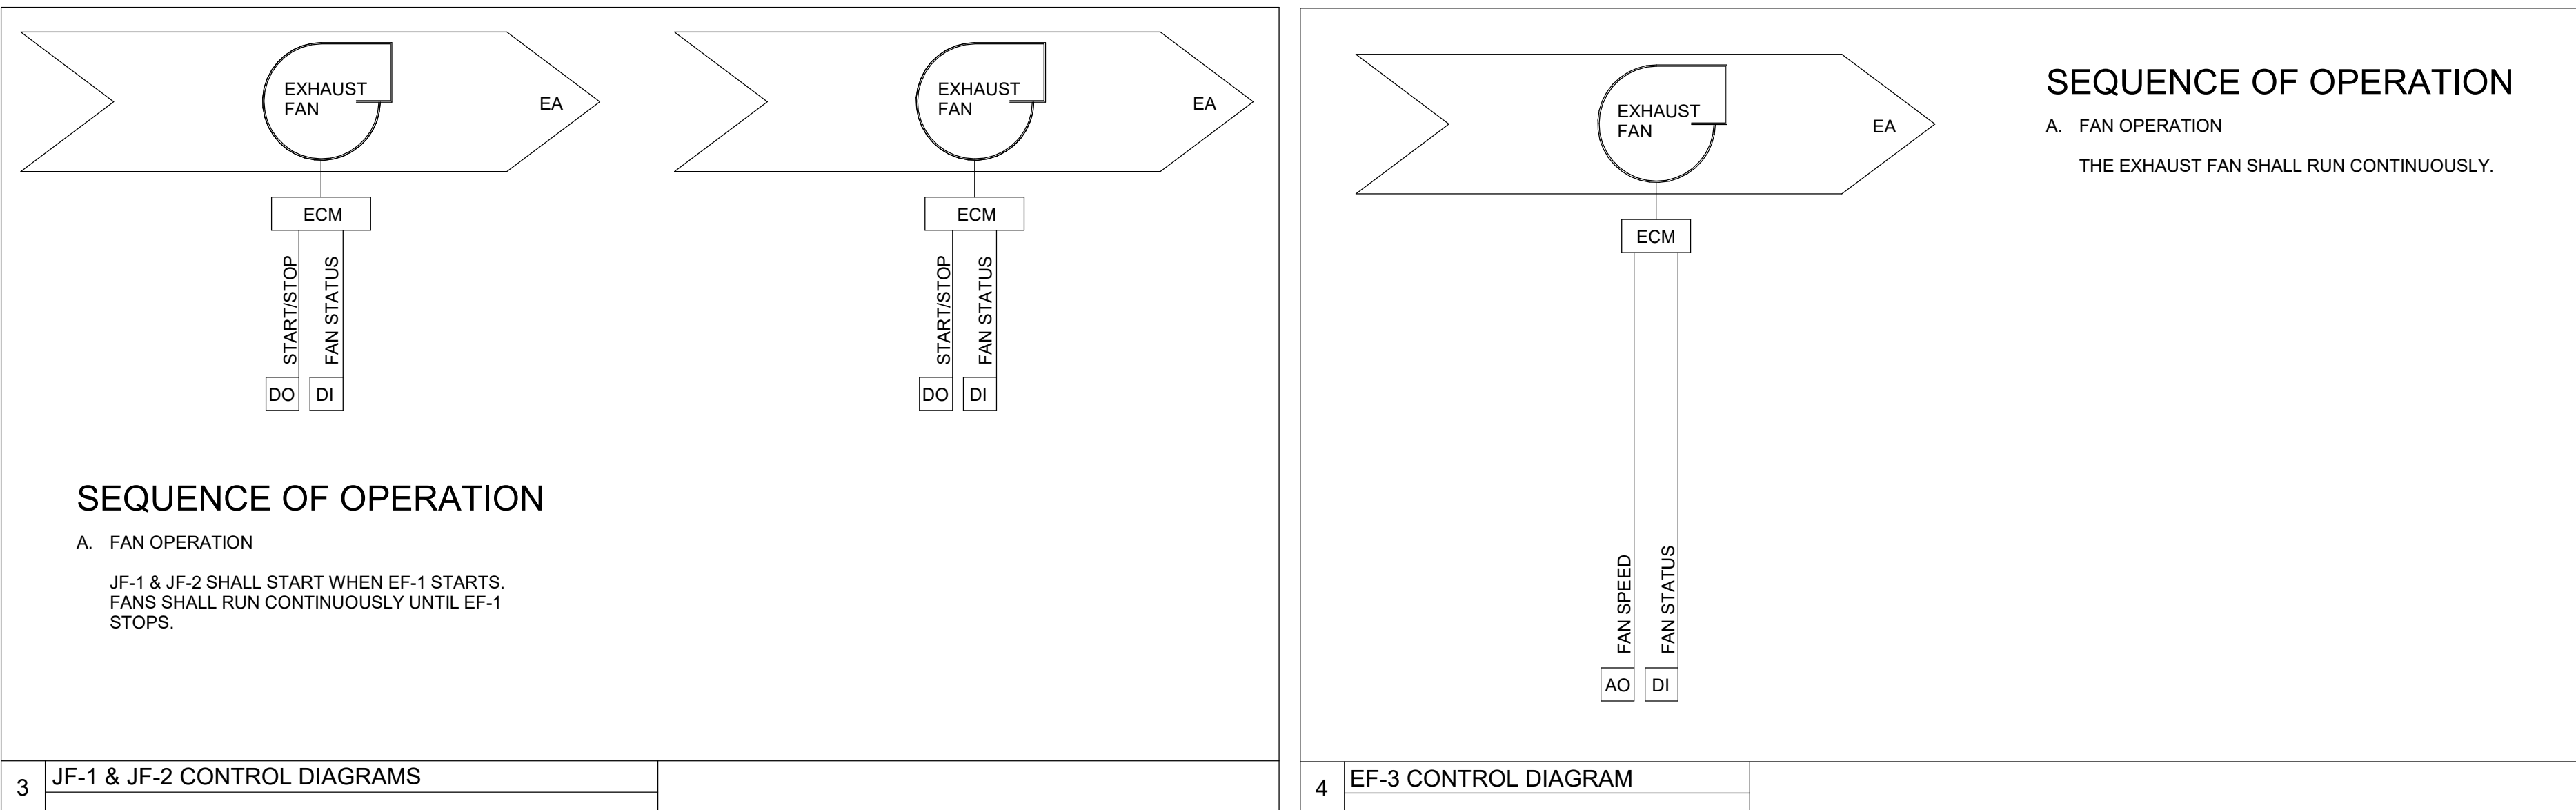 EXHAUST
FAN
EA
ECM
START/STOP
FAN STATUS
DO
DI
EXHAUST
FAN
EA
ECM
START/STOP
FAN STATUS
DO
DI
SEQUENCE OF OPERATION
A. FAN OPERATION
JF-1 & JF-2 SHALL START WHEN EF-1 STARTS.
FANS SHALL RUN CONTINUOUSLY UNTIL EF-1
STOPS.
3
JF-1 & JF-2 CONTROL DIAGRAMS
EXHAUST
FAN
EA
ECM
FAN SPEED
FAN STATUS
AO
DI
SEQUENCE OF OPERATION
A. FAN OPERATION
THE EXHAUST FAN SHALL RUN CONTINUOUSLY.
4
EF-3 CONTROL DIAGRAM